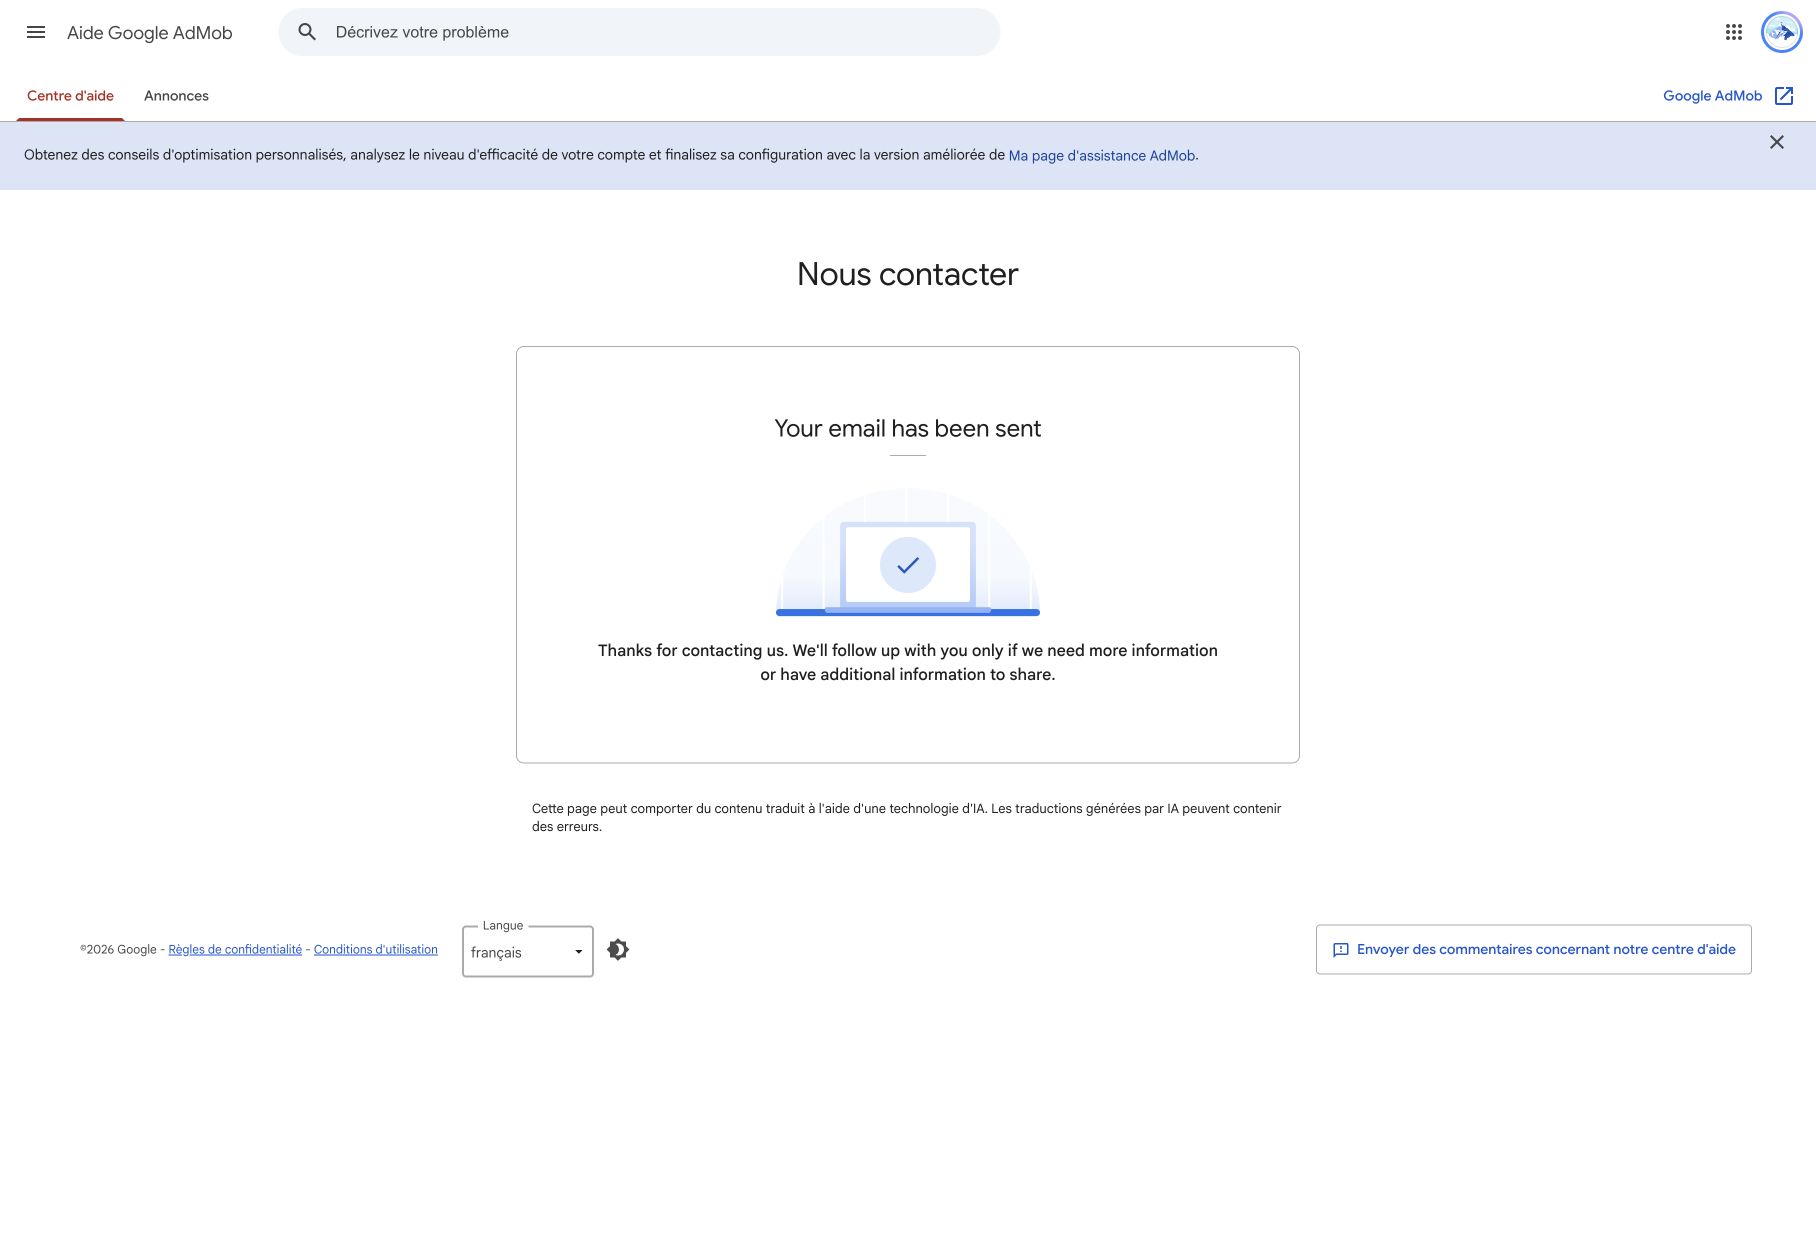 Aide Google AdMob
Décrivez votre problème
Centre d'aide
Annonces
Google AdMob
Obtenez des conseils d'optimisation personnalisés, analysez le niveau d'efficacité de votre compte et finalisez sa configuration avec la version améliorée de Ma page d'assistance AdMob.
Nous contacter
Your email has been sent
Thanks for contacting us. We'll follow up with you only if we need more information
or have additional information to share.
Cette page peut comporter du contenu traduit à l'aide d'une technologie d'IA. Les traductions générées par IA peuvent contenir
des erreurs.
©2026 Google - Règles de confidentialité - Conditions d'utilisation
Langue
français
Envoyer des commentaires concernant notre centre d'aide